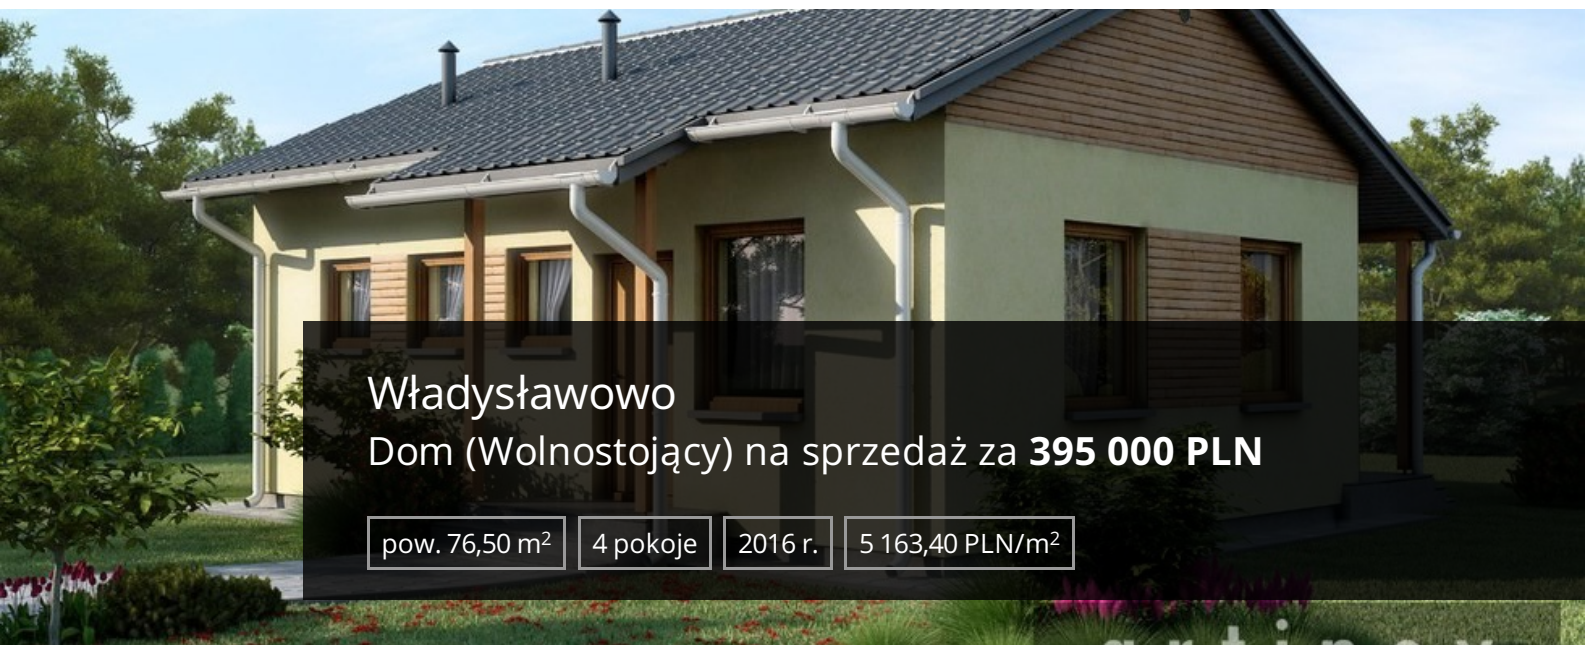 Władysławowo
Dom (Wolnostojący) na sprzedaż za 395 000 PLN
pow. 76,50 m²
4 pokoje
2016 r.
5 163,40 PLN/m²